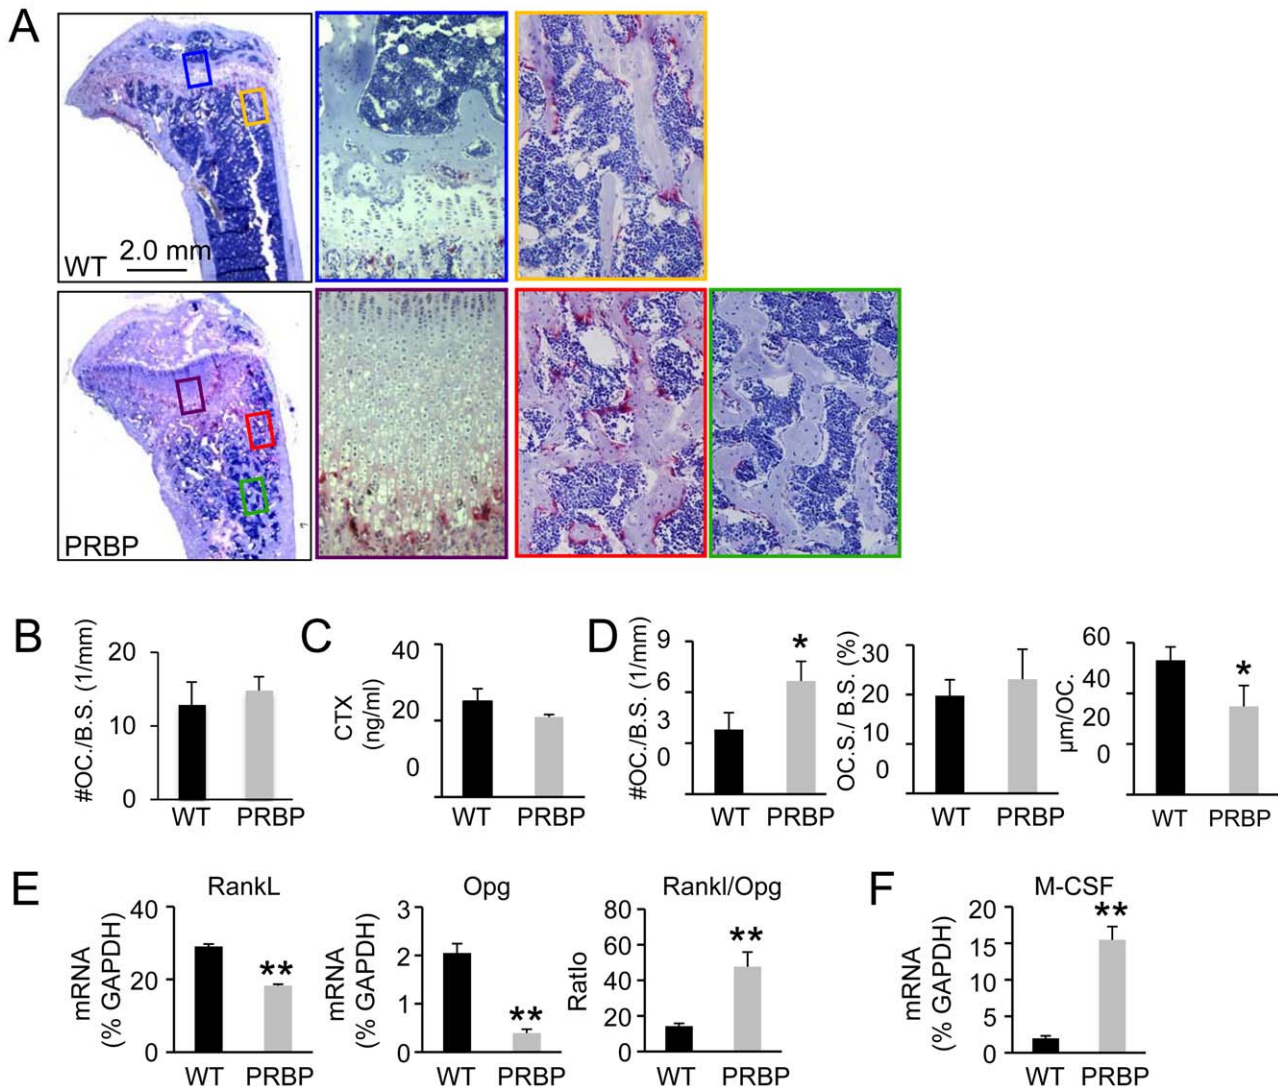 A
WT
2.0 mm
PRBP
B
#OC./B.S. (1/mm)
20
10
0
WT PRBP
C
CTX
(ng/ml)
40
20
0
WT PRBP
D
#OC./B.S. (1/mm)
9
6
3
0
*
WT PRBP
OC.S./ B.S. (%)
30
20
10
0
WT PRBP
µm/OC.
60
40
20
0
*
WT PRBP
E
RankL
mRNA
(% GAPDH)
40
20
0
**
WT PRBP
Opg
mRNA
(% GAPDH)
3
2
1
0
**
WT PRBP
Rankl/Opg
RatIo
80
60
40
20
0
**
WT PRBP
F
M-CSF
mRNA
(% GAPDH)
20
15
10
5
0
**
WT PRBP